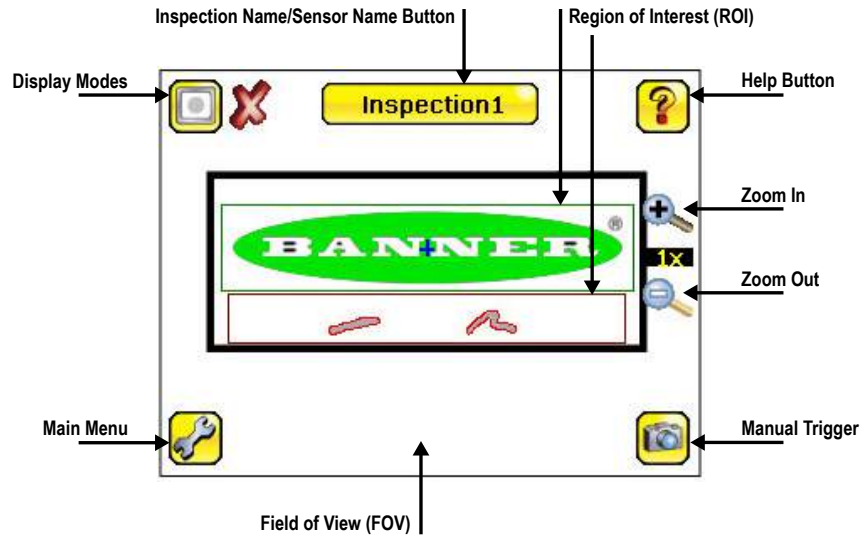 Inspection Name/Sensor Name Button
Region of Interest (ROI)
Display Modes
Inspection1
Help Button
Zoom In
BANNER®
1x
Zoom Out
Main Menu
Manual Trigger
Field of View (FOV)